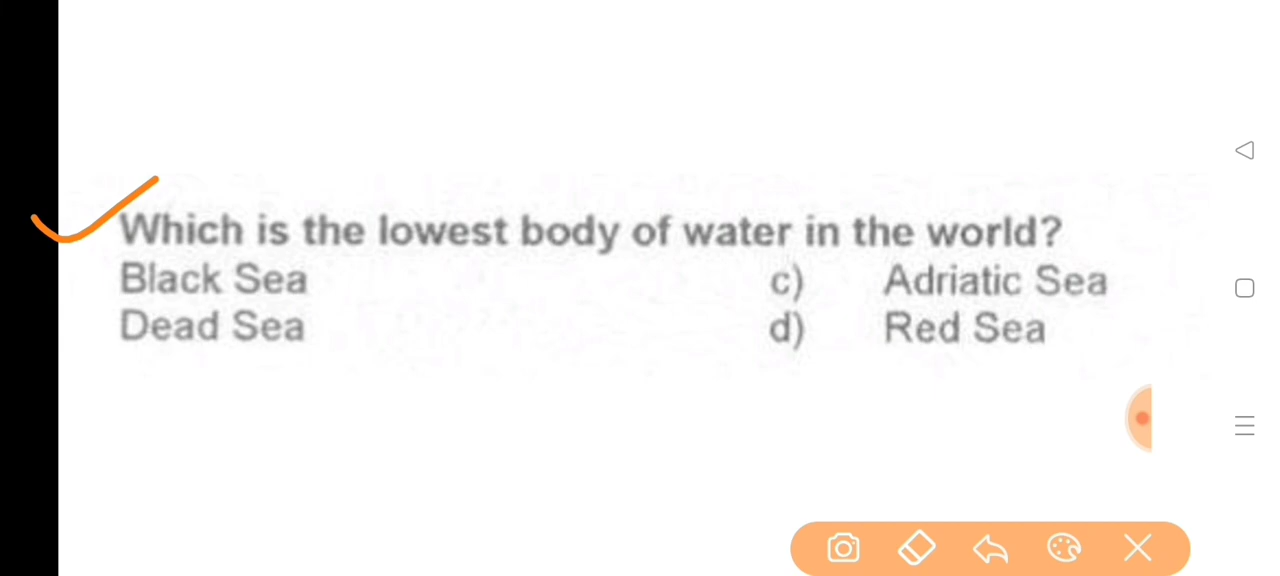 Which is the lowest body of water in the world?
Black Sea c) Adriatic Sea
Dead Sea d) Red Sea